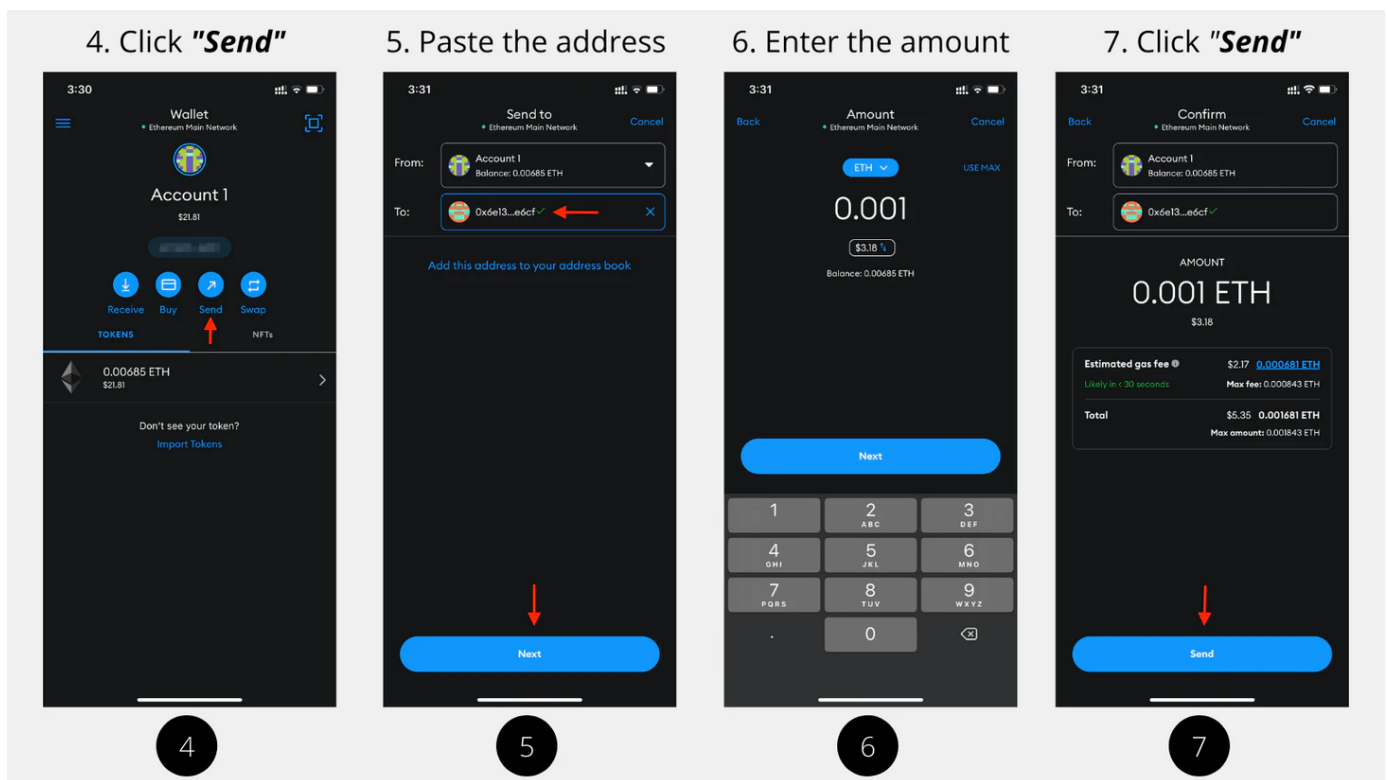 4. Click "Send"
3:30
Wallet
Ethereum Main Network
Account 1
$21.81
Receive Buy Send Swap
TOKENS NFTs
0.00685 ETH
$21.81
Don't see your token?
Import Tokens
4
5. Paste the address
3:31
Send to
Ethereum Main Network
Cancel
From:
Account 1
Balance: 0.00685 ETH
To:
0x6e13...e6cf
Add this address to your address book
Next
5
6. Enter the amount
3:31
Back
Amount
Ethereum Main Network
Cancel
ETH
USE MAX
0.001
$3.18
Balance: 0.00685 ETH
Next
1 2 3
ABC DEF
4 5 6
GHI JKL MNO
7 8 9
PQRS TUV WXYZ
. 0
6
7. Click "Send"
3:31
Back
Confirm
Ethereum Main Network
Cancel
From:
Account 1
Balance: 0.00685 ETH
To:
0x6e13...e6cf
AMOUNT
0.001 ETH
$3.18
Estimated gas fee $2.17 0.000681 ETH
Likely in < 30 seconds Max fee: 0.000843 ETH
Total $5.35 0.001681 ETH
Max amount: 0.001843 ETH
Send
7